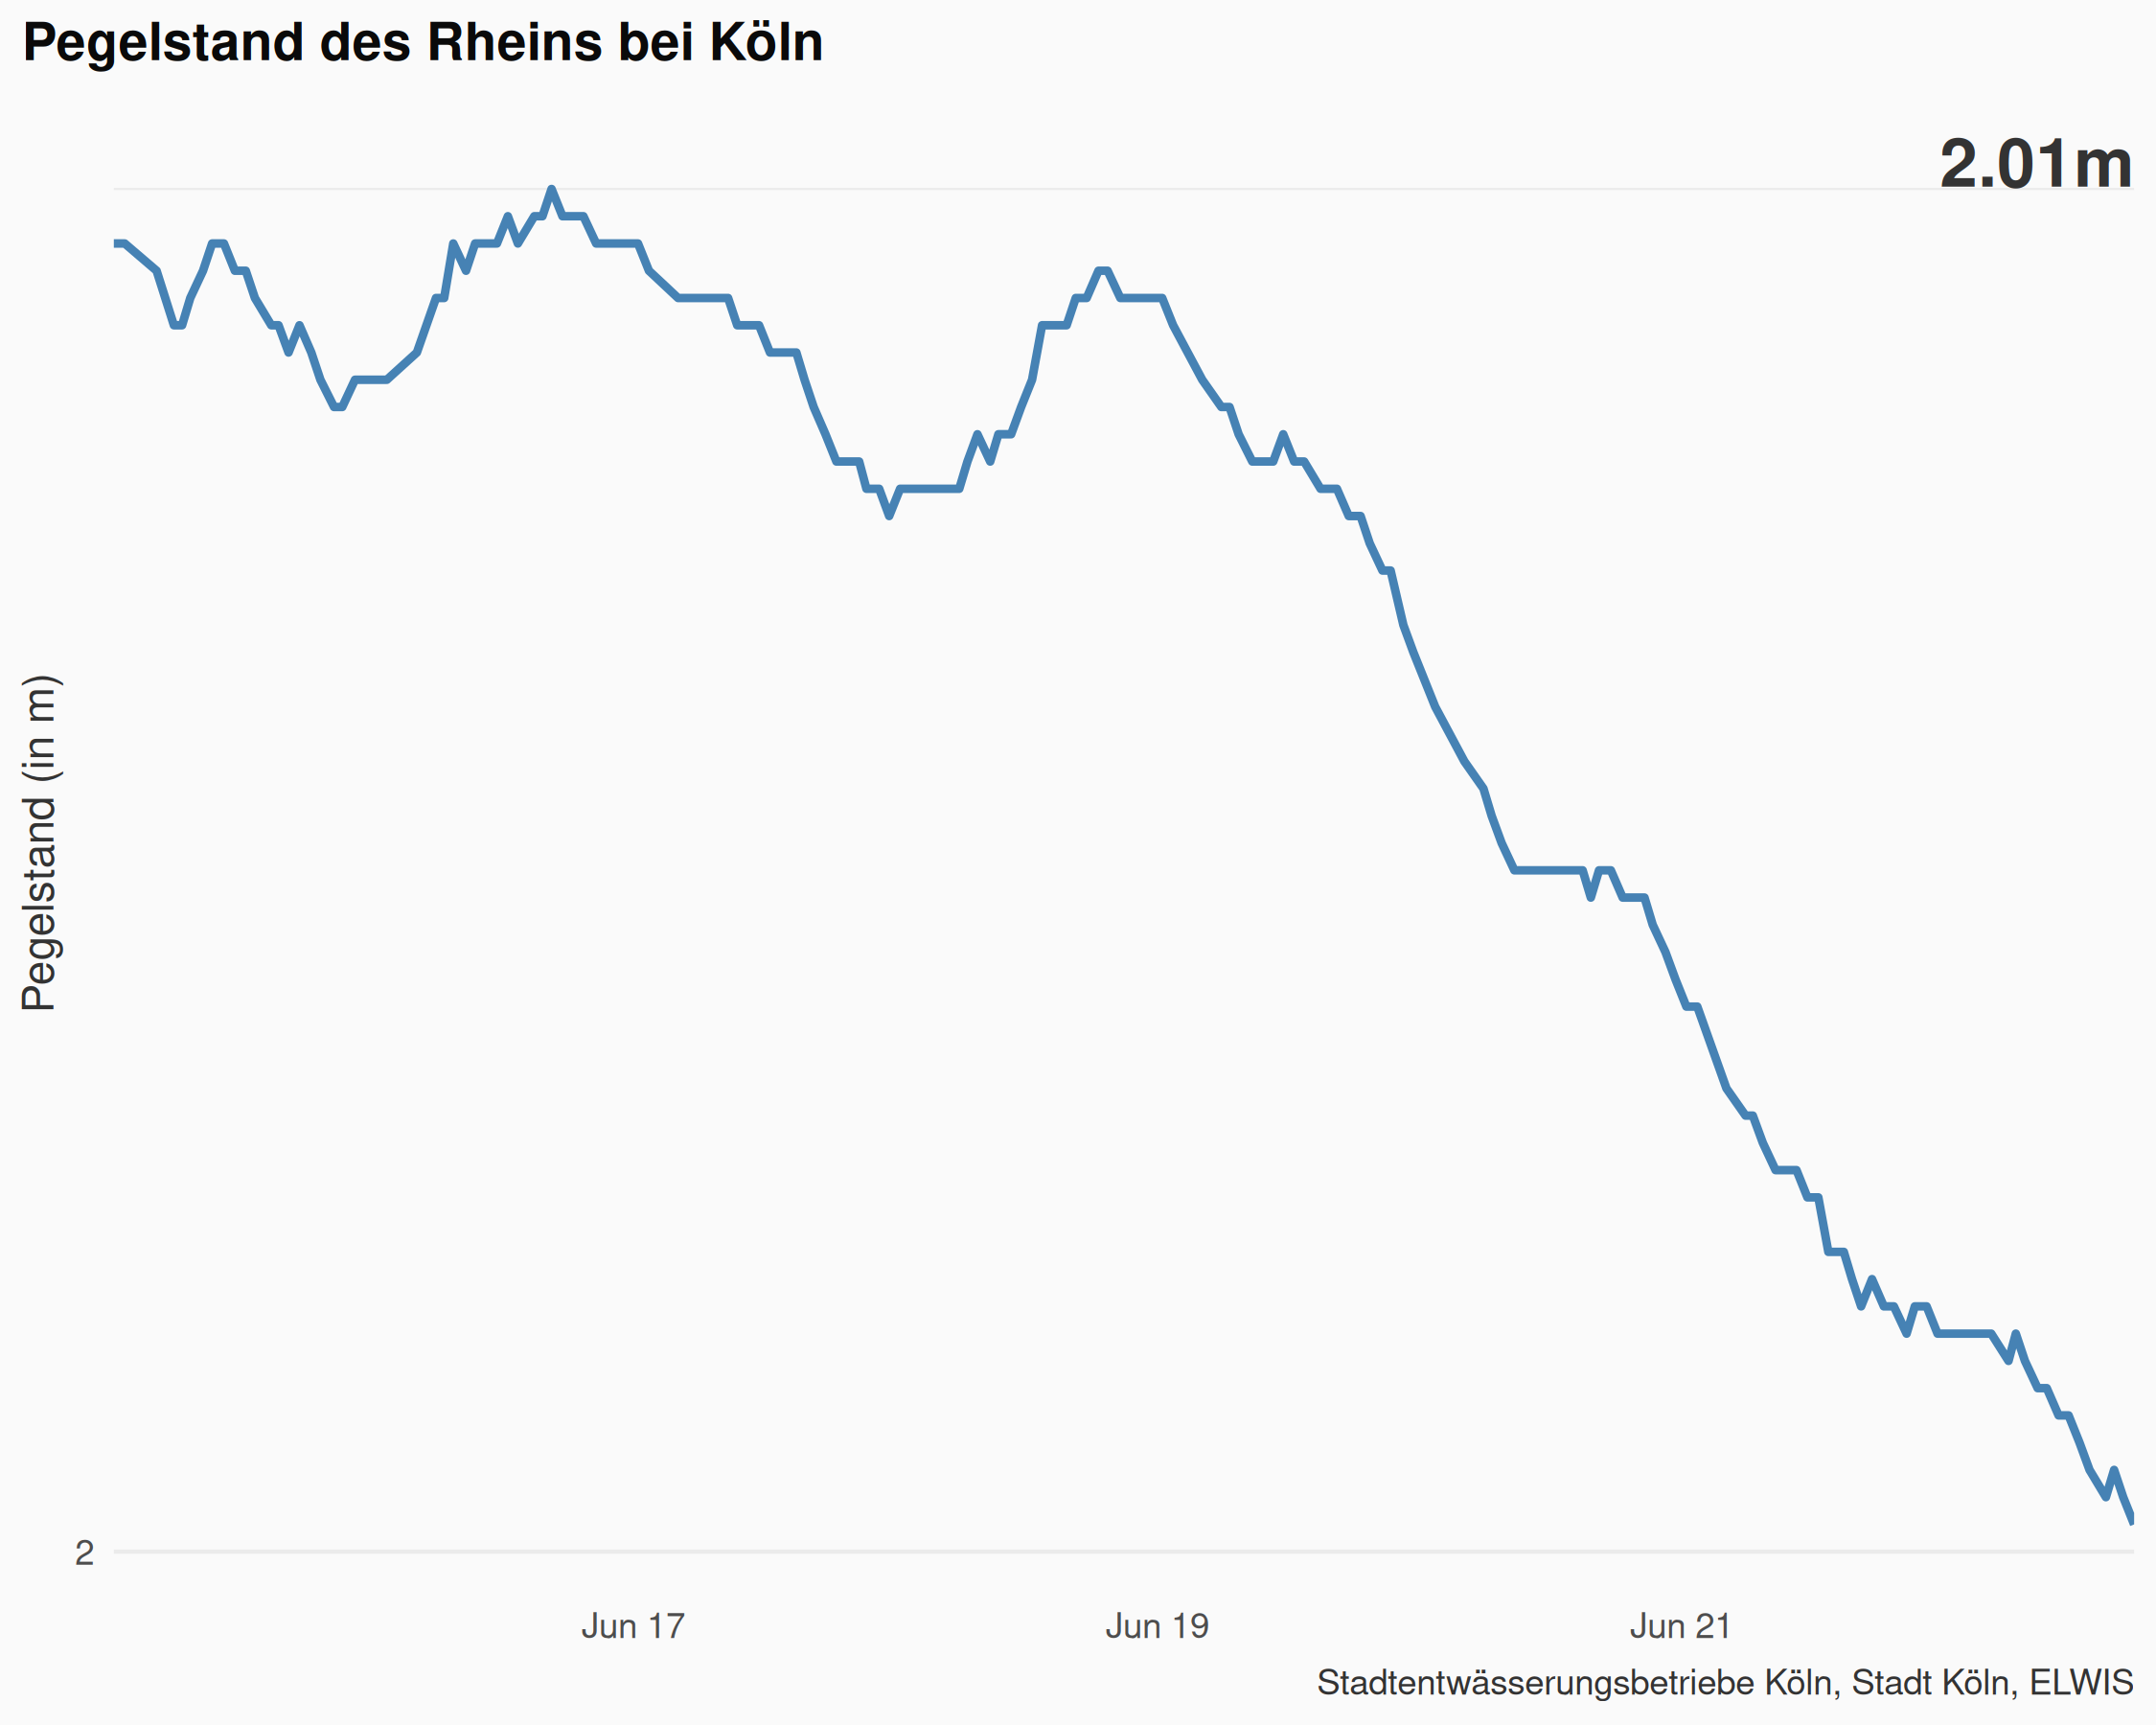 Pegelstand des Rheins bei Köln
2.01m
Pegelstand (in m)
2
Jun 17
Jun 19
Jun 21
Stadtentwässerungsbetriebe Köln, Stadt Köln, ELWIS